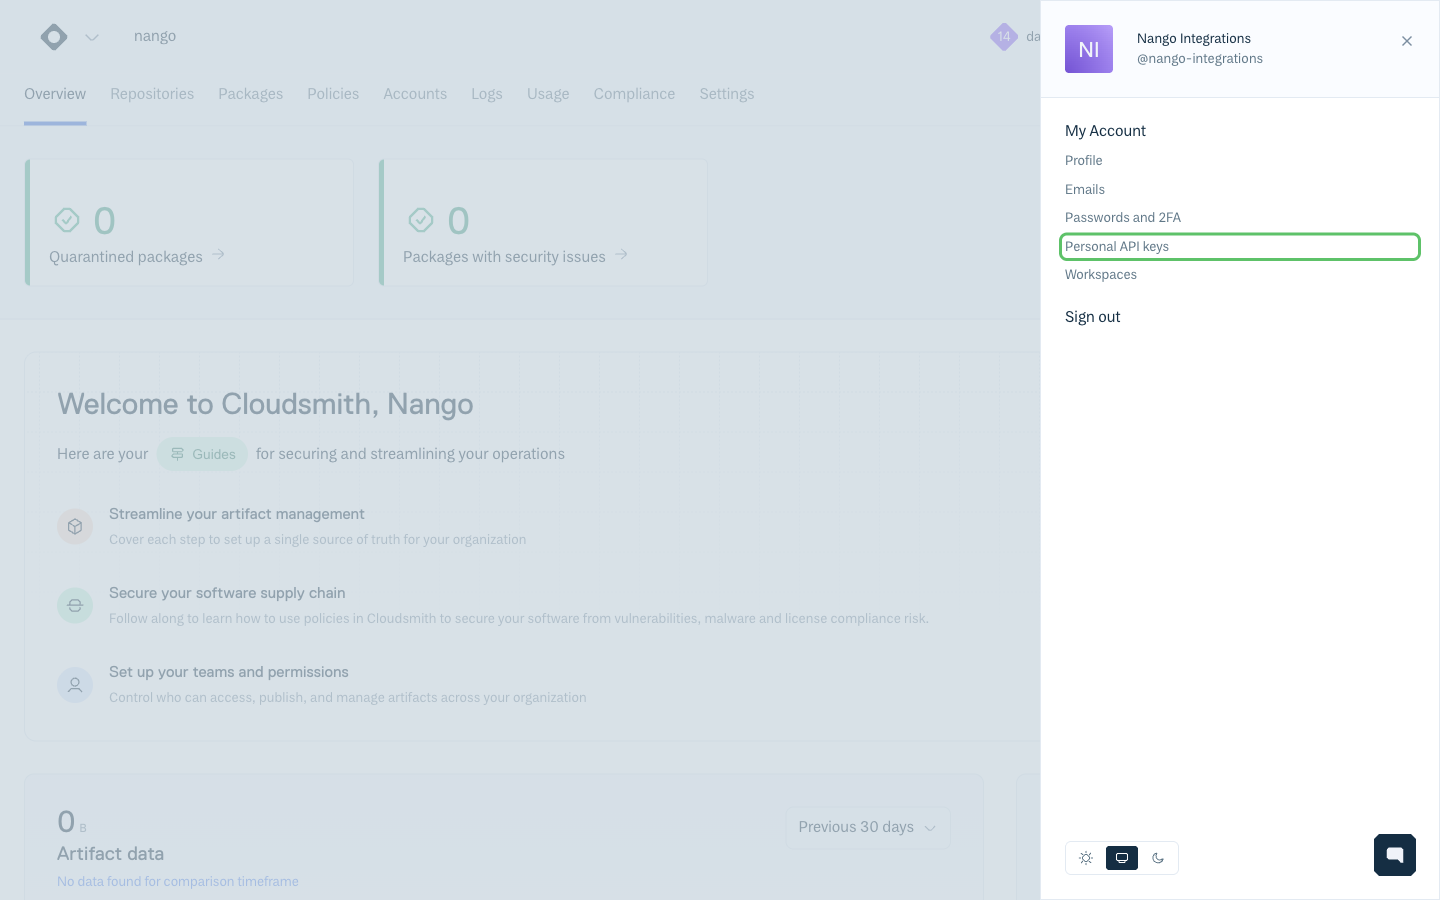 nango
14
da
Overview
Repositories
Packages
Policies
Accounts
Logs
Usage
Compliance
Settings
0
Quarantined packages
0
Packages with security issues
Welcome to Cloudsmith, Nango
Here are your Guides for securing and streamlining your operations
Streamline your artifact management
Cover each step to set up a single source of truth for your organization
Secure your software supply chain
Follow along to learn how to use policies in Cloudsmith to secure your software from vulnerabilities, malware and license compliance risk.
Set up your teams and permissions
Control who can access, publish, and manage artifacts across your organization
0 B
Artifact data
No data found for comparison timeframe
Previous 30 days
NI
Nango Integrations
@nango-integrations
My Account
Profile
Emails
Passwords and 2FA
Personal API keys
Workspaces
Sign out